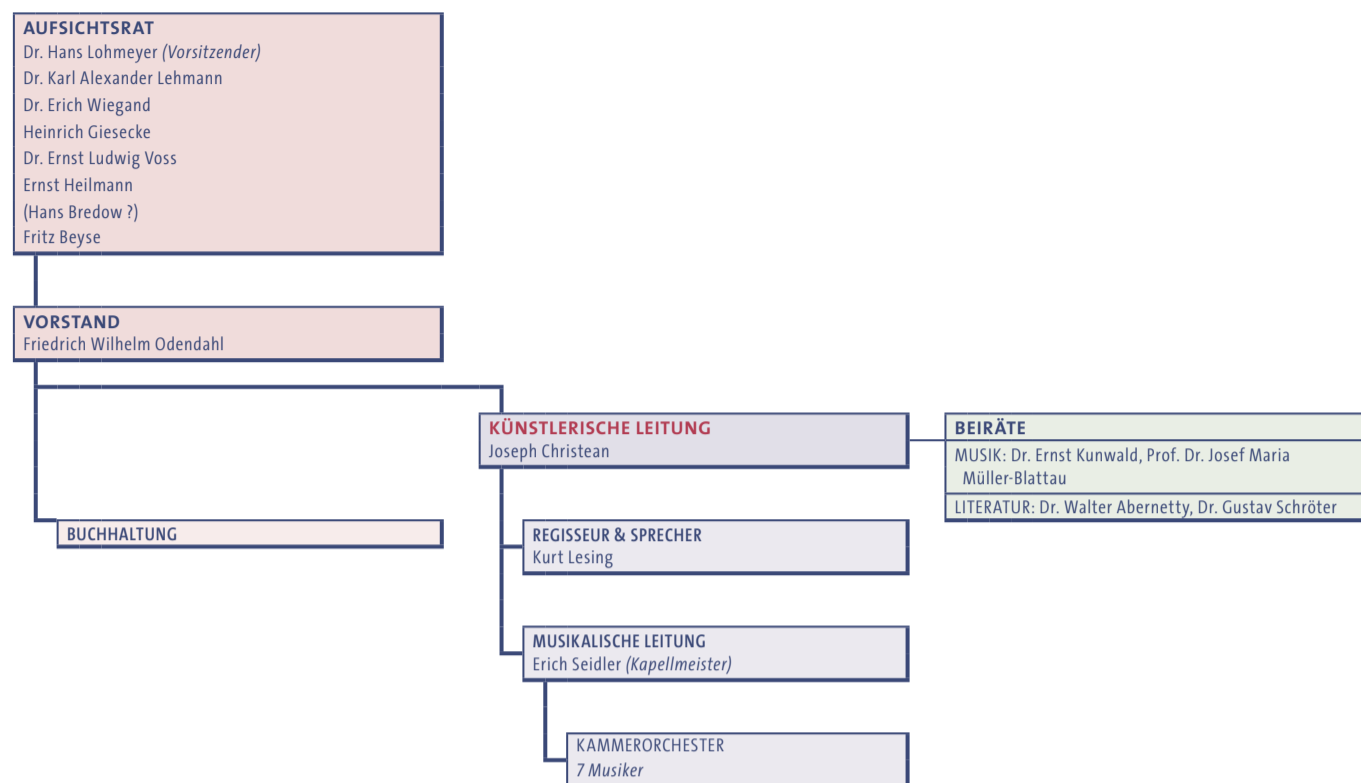 AUFSICHTSRAT
Dr. Hans Lohmeyer (Vorsitzender)
Dr. Karl Alexander Lehmann
Dr. Erich Wiegand
Heinrich Giesecke
Dr. Ernst Ludwig Voss
Ernst Heilmann
(Hans Bredow ?)
Fritz Beyse
VORSTAND
Friedrich Wilhelm Odendahl
KÜNSTLERISCHE LEITUNG
Joseph Christean
BEIRÄTE
MUSIK: Dr. Ernst Kunwald, Prof. Dr. Josef Maria
Müller-Blattau
LITERATUR: Dr. Walter Abernetty, Dr. Gustav Schröter
BUCHHALTUNG
REGISSEUR & SPRECHER
Kurt Lesing
MUSIKALISCHE LEITUNG
Erich Seidler (Kapellmeister)
KAMMERORCHESTER
7 Musiker